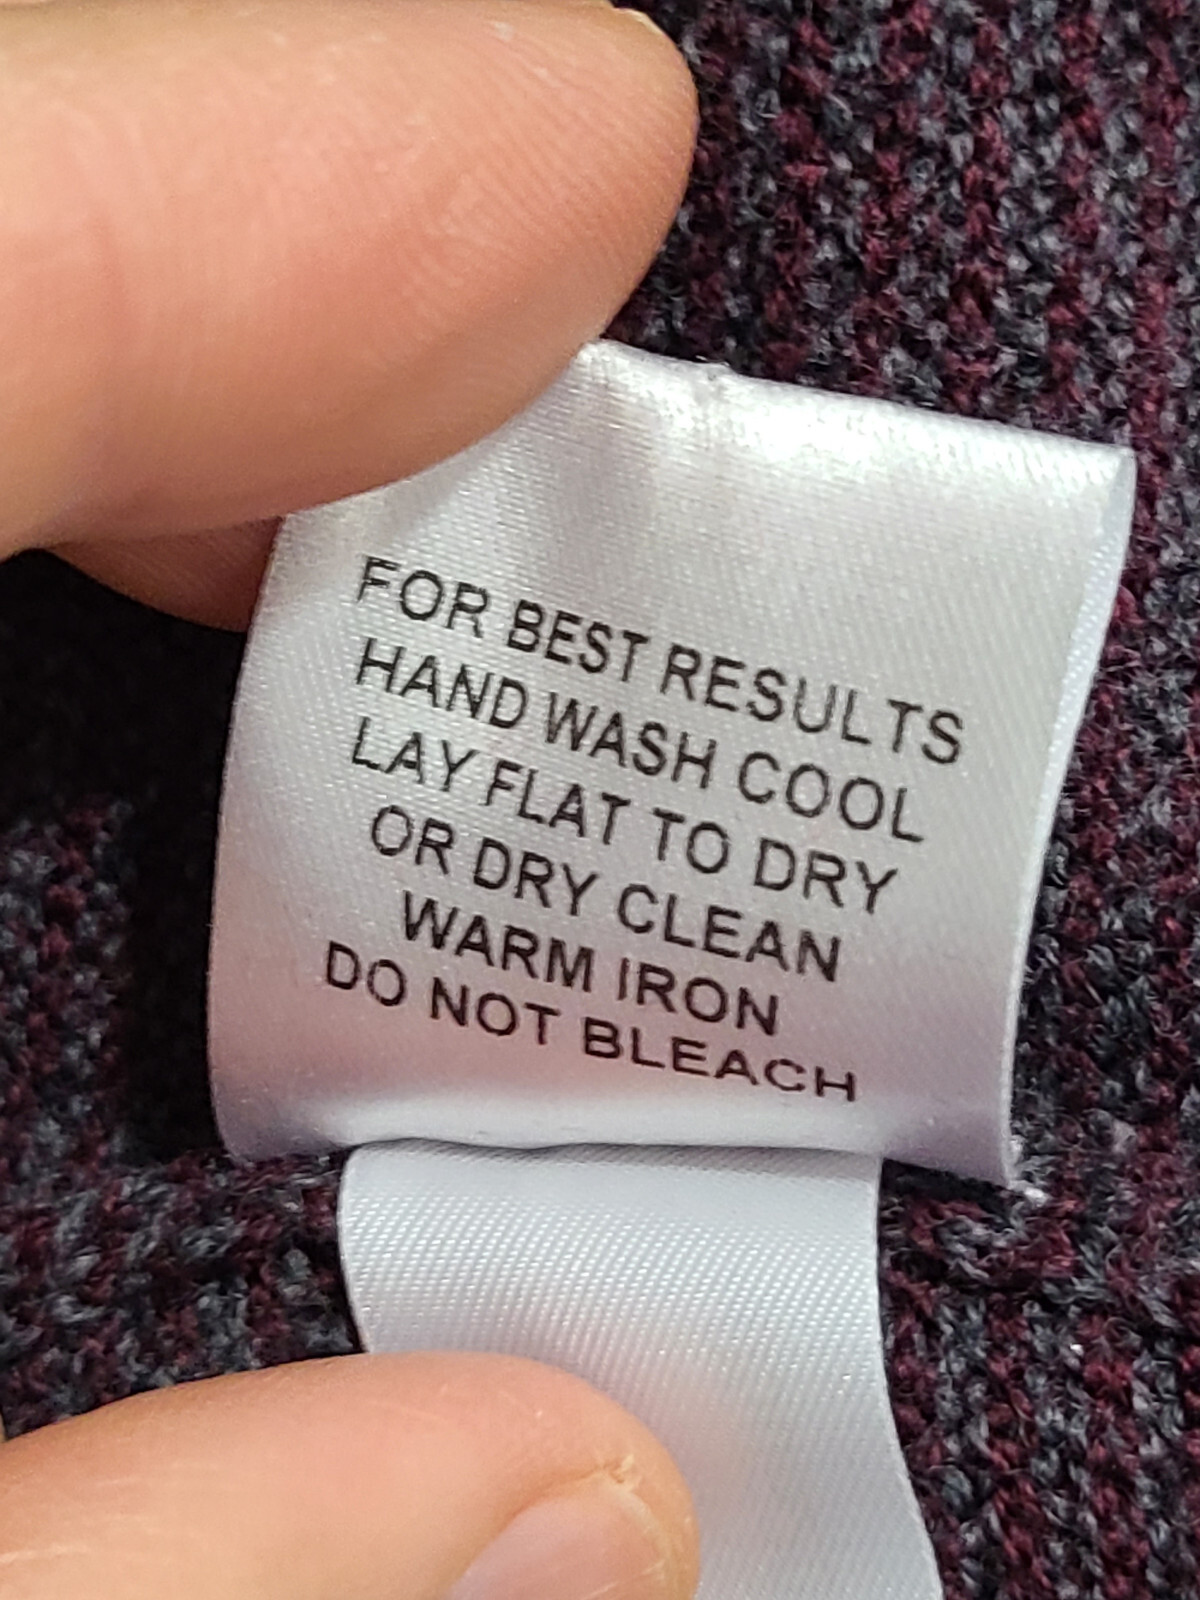 FOR BEST RESULTS
HAND WASH COOL
LAY FLAT TO DRY
OR DRY CLEAN
WARM IRON
DO NOT BLEACH